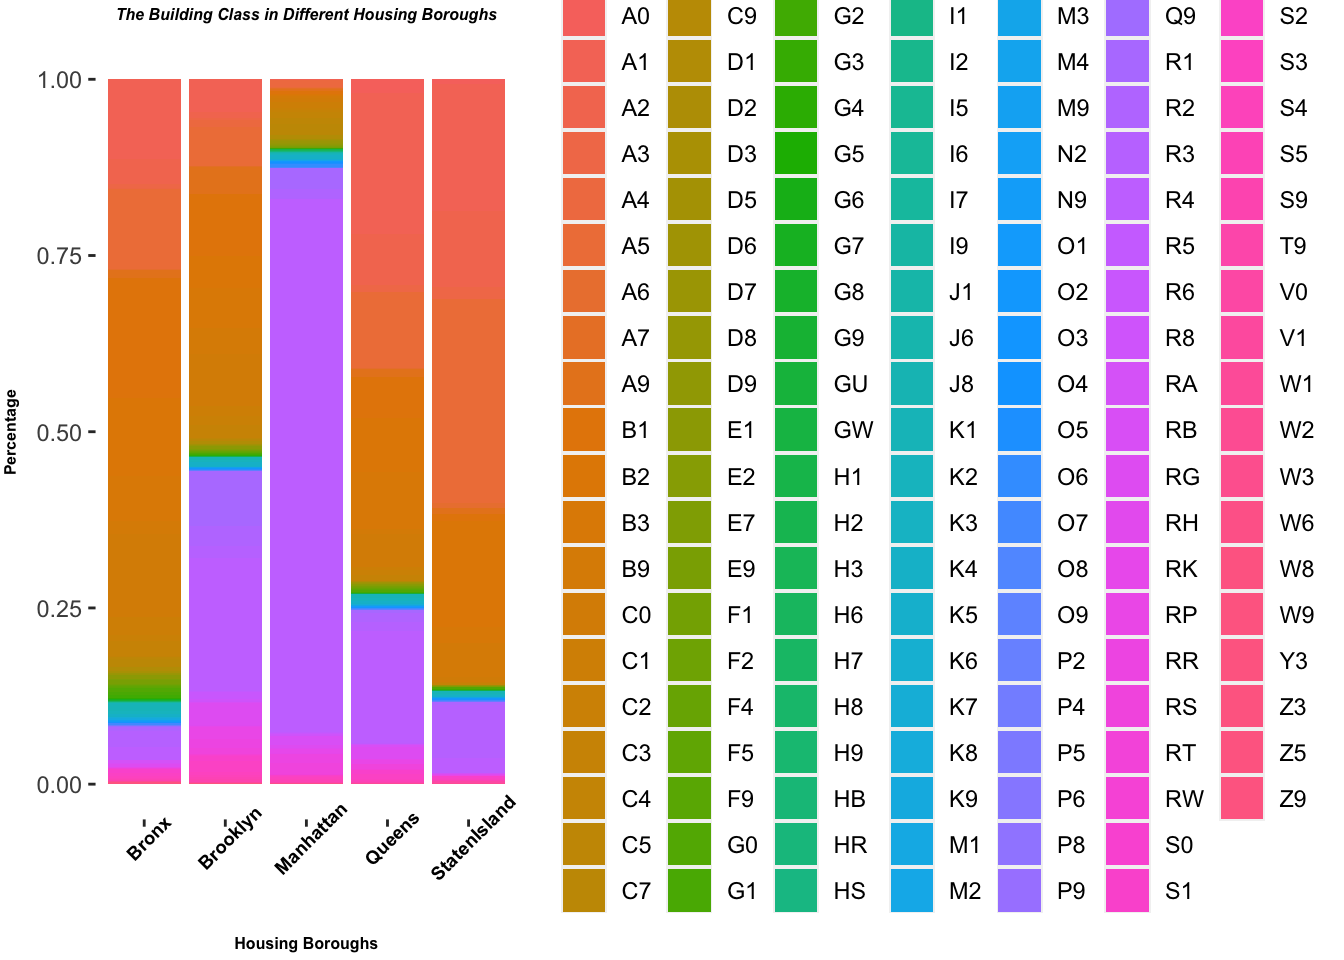 The Building Class in Different Housing Boroughs
Percentage
1.00
0.75
0.50
0.25
0.00
Bronx
Brooklyn
Manhattan
Queens
StatenIsland
Housing Boroughs
A0
A1
A2
A3
A4
A5
A6
A7
A9
B1
B2
B3
B9
C0
C1
C2
C3
C4
C5
C7
C9
D1
D2
D3
D5
D6
D7
D8
D9
E1
E2
E7
E9
F1
F2
F4
F5
F9
G0
G1
G2
G3
G4
G5
G6
G7
G8
G9
GU
GW
H1
H2
H3
H6
H7
H8
H9
HB
HR
HS
I1
I2
I5
I6
I7
I9
J1
J6
J8
K1
K2
K3
K4
K5
K6
K7
K8
K9
M1
M2
M3
M4
M9
N2
N9
O1
O2
O3
O4
O5
O6
O7
O8
O9
P2
P4
P5
P6
P8
P9
Q9
R1
R2
R3
R4
R5
R6
R8
RA
RB
RG
RH
RK
RP
RR
RS
RT
RW
S0
S1
S2
S3
S4
S5
S9
T9
V0
V1
W1
W2
W3
W6
W8
W9
Y3
Z3
Z5
Z9